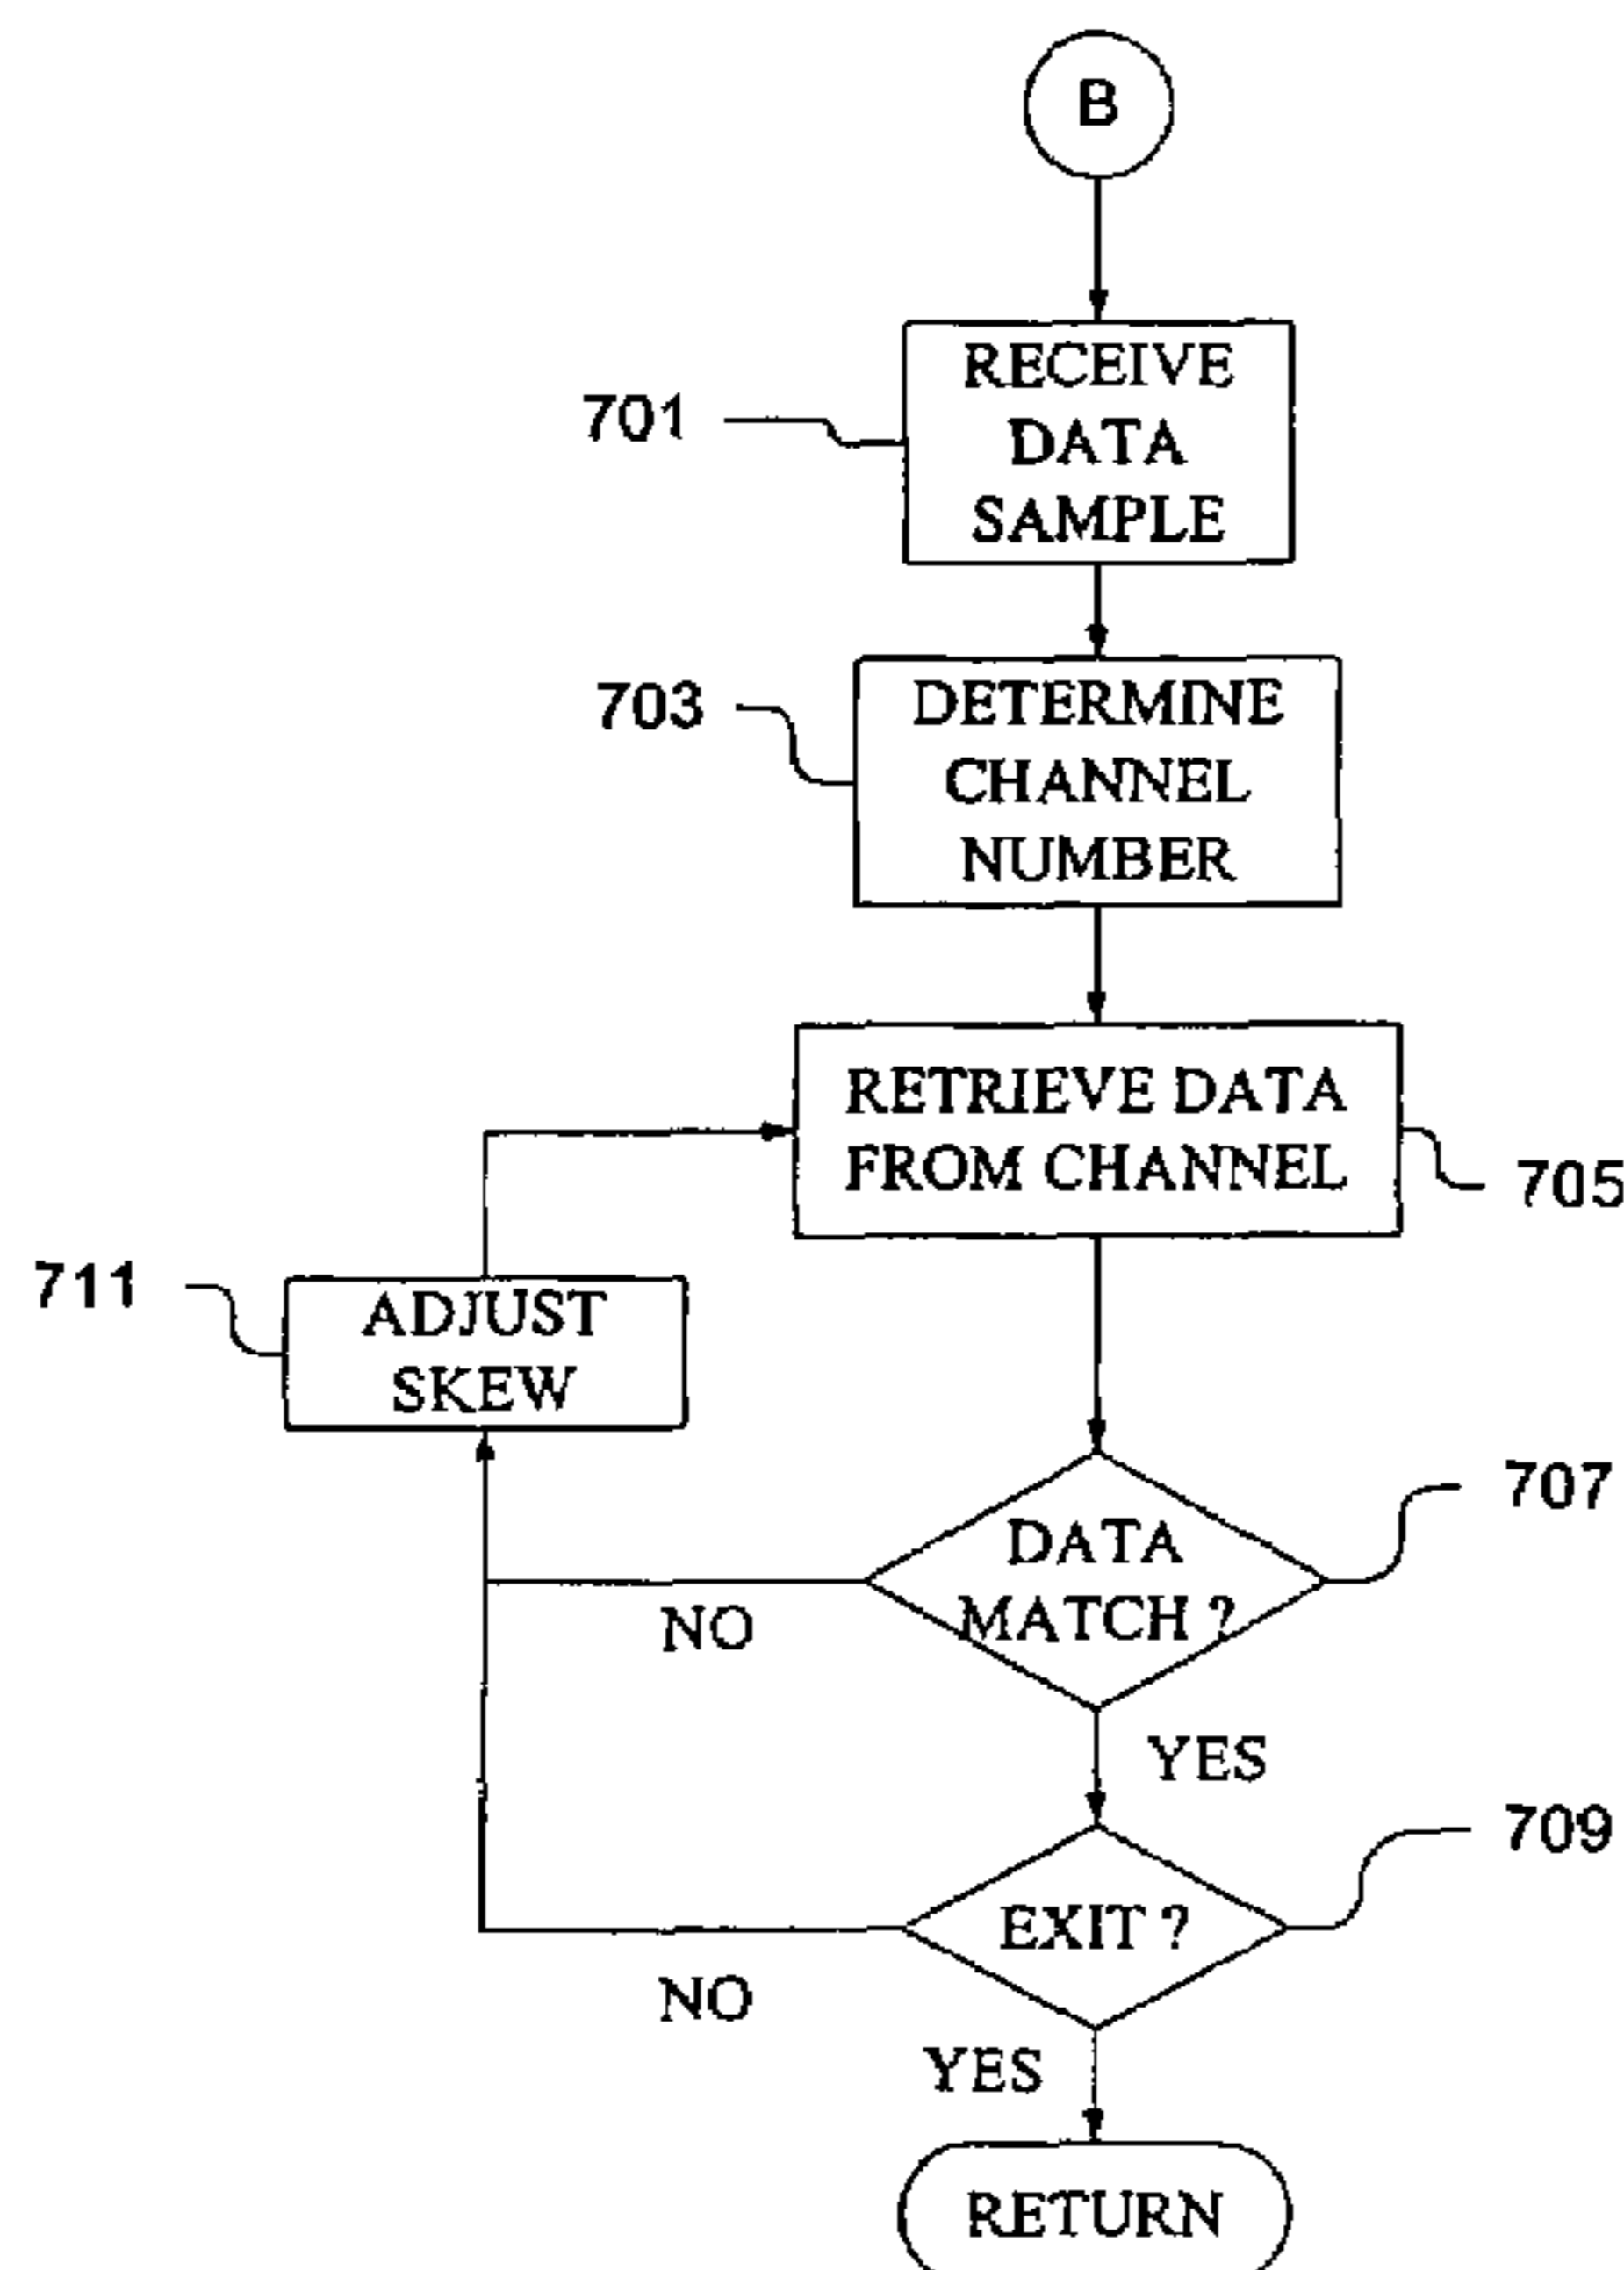 B
RECEIVE
DATA
SAMPLE
701
DETERMINE
CHANNEL
NUMBER
703
RETRIEVE DATA
FROM CHANNEL
705
711
ADJUST
SKEW
707
DATA
MATCH ?
NO
YES
709
EXIT ?
NO
YES
RETURN